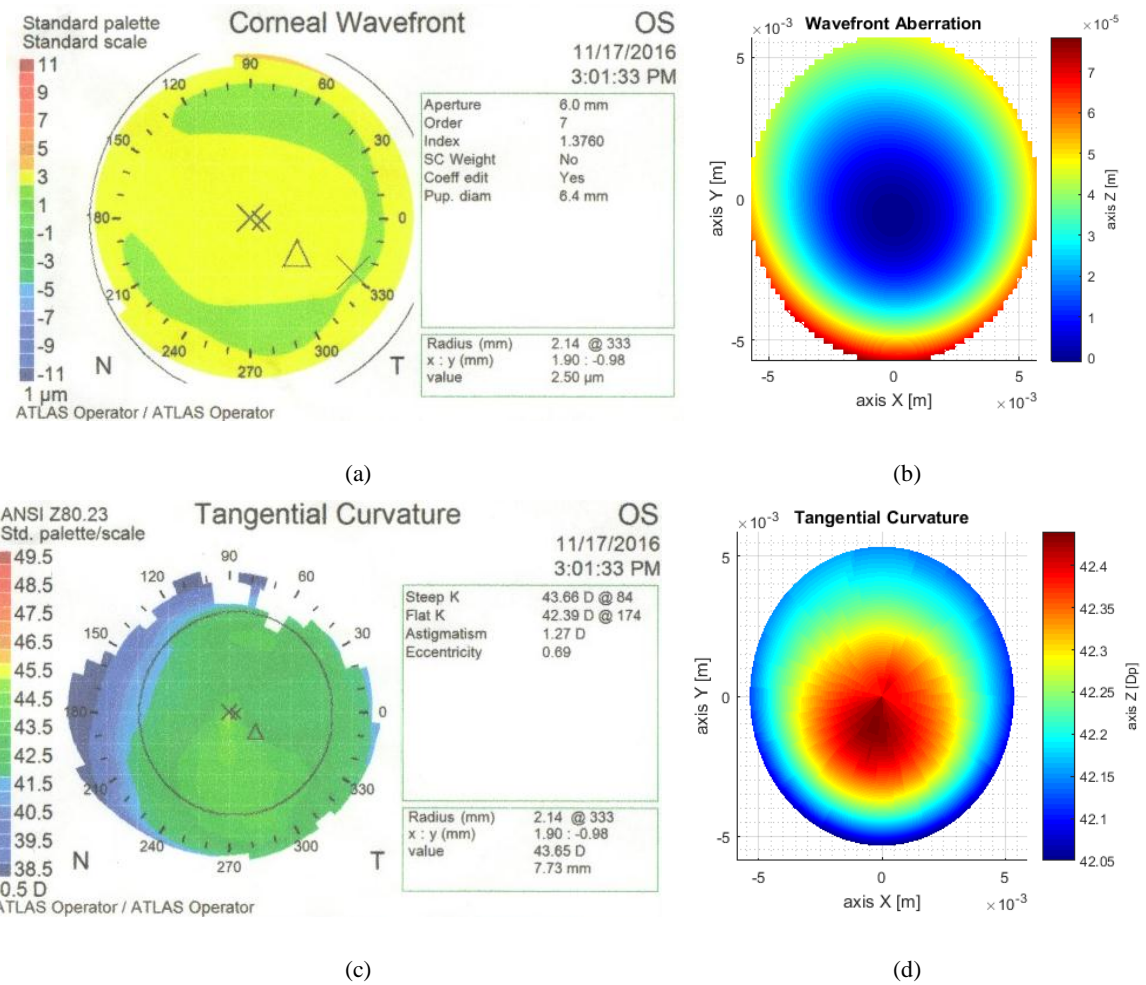 Standard palette
Standard scale
Corneal Wavefront
OS
11/17/2016
3:01:33 PM
11
9
7
5
3
1
-1
-3
-5
-7
-9
-11
1 µm
90
120
60
150
30
180
0
210
330
240
300
270
N
T
Aperture 6.0 mm
Order 7
Index 1.3760
SC Weight No
Coeff edit Yes
Pup. diam 6.4 mm
Radius (mm) 2.14 @ 333
x : y (mm) 1.90 : -0.98
value 2.50 µm
ATLAS Operator / ATLAS Operator
(a)
×10⁻³
Wavefront Aberration
×10⁻⁵
5
0
-5
axis Y [m]
-5 0 5
axis X [m]
×10⁻³
7
6
5
4
3
2
1
0
axis Z [m]
(b)
ANSI Z80.23
Std. palette/scale
Tangential Curvature
OS
11/17/2016
3:01:33 PM
49.5
48.5
47.5
46.5
45.5
44.5
43.5
42.5
41.5
40.5
39.5
38.5
0.5 D
90
120
60
150
30
180
0
210
330
240
300
270
N
T
Steep K 43.66 D @ 84
Flat K 42.39 D @ 174
Astigmatism 1.27 D
Eccentricity 0.69
Radius (mm) 2.14 @ 333
x : y (mm) 1.90 : -0.98
value 43.65 D
7.73 mm
ATLAS Operator / ATLAS Operator
(c)
×10⁻³
Tangential Curvature
5
0
-5
axis Y [m]
-5 0 5
axis X [m]
×10⁻³
42.4
42.35
42.3
42.25
42.2
42.15
42.1
42.05
axis Z [Dp]
(d)